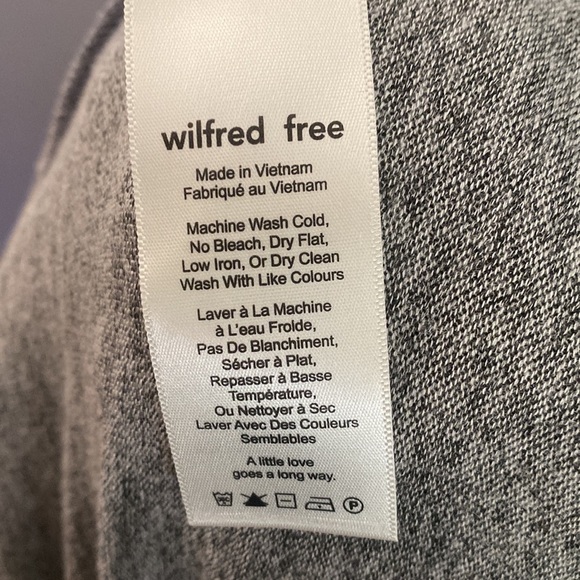 wilfred free
Made in Vietnam
Fabriqué au Vietnam
Machine Wash Cold,
No Bleach, Dry Flat,
Low Iron, Or Dry Clean
Wash With Like Colours
Laver à La Machine
à L'eau Frolde,
Pas De Blanchiment,
Sécher à Plat,
Repasser à Basse
Température,
Ou Nettoyer à Sec
Laver Avec Des Couleurs
Semblables
A little love
goes a long way.
P